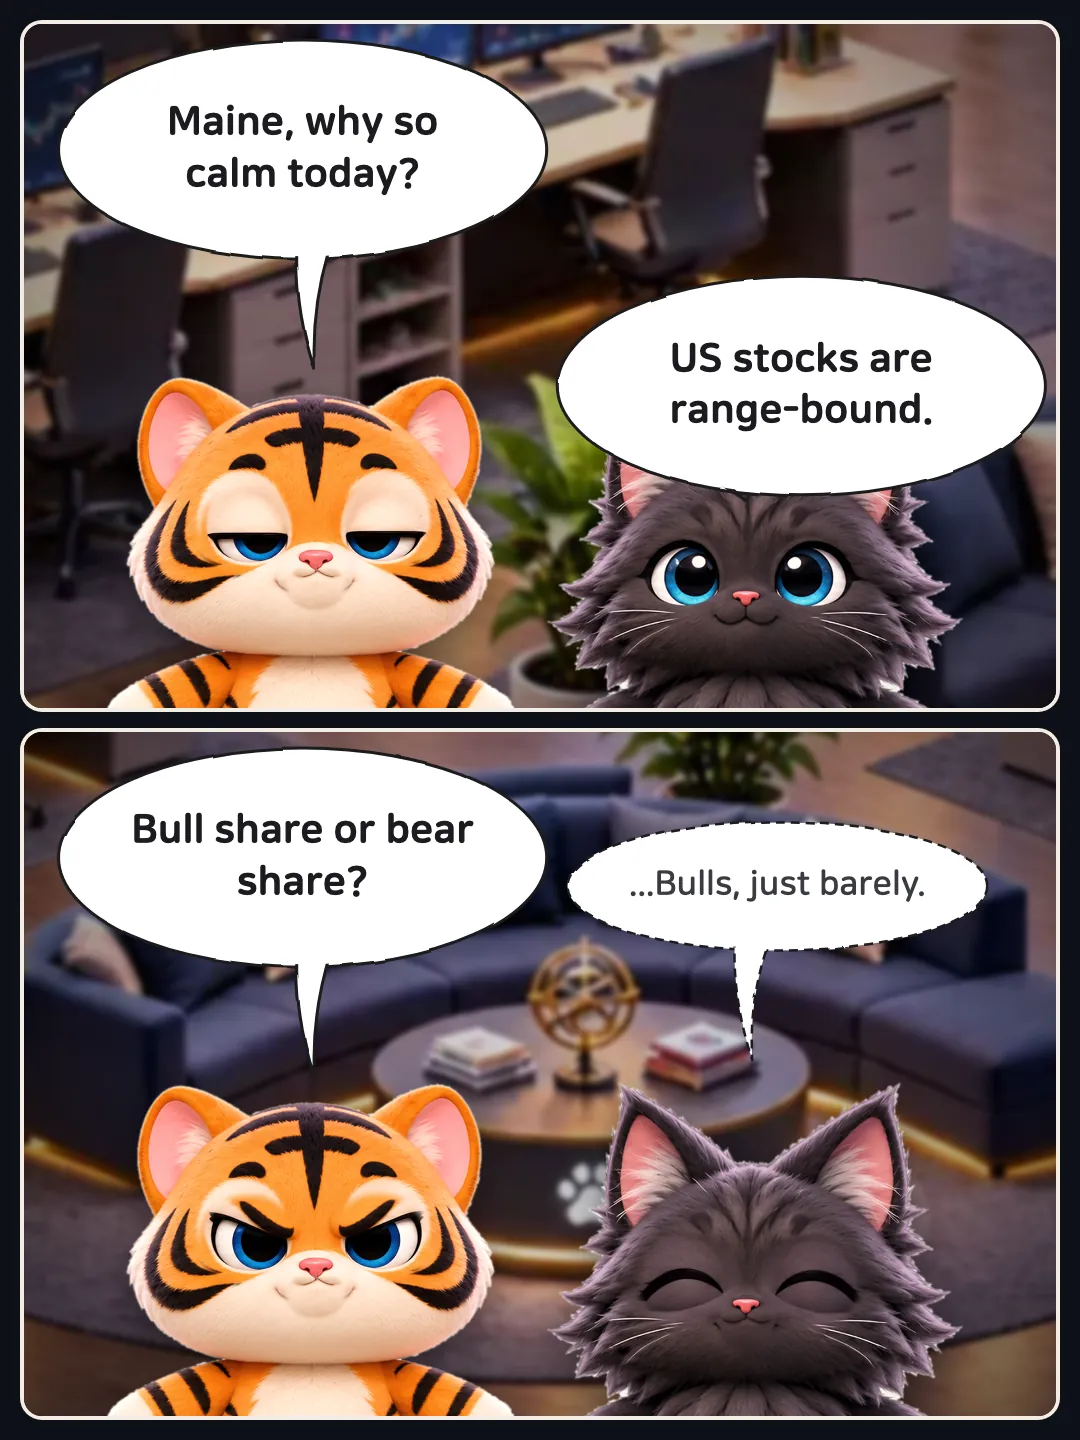 Maine, why so
calm today?
US stocks are
range-bound.
Bull share or bear
share?
...Bulls, just barely.